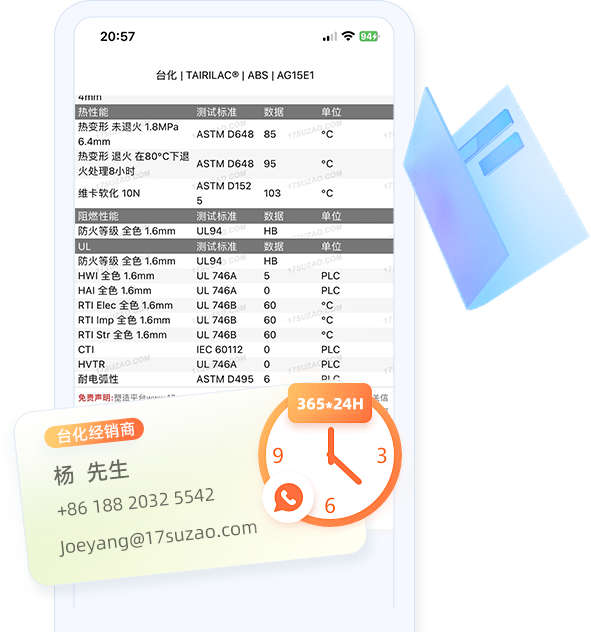 20:57
94
台化 | TAIRILAC® | ABS | AG15E1
4mm
热性能 测试标准 数据 单位
热变形 未退火 1.8MPa 6.4mm ASTM D648 85 °C
热变形 退火 在80°C下退火处理8小时 ASTM D648 95 °C
维卡软化 10N ASTM D1525 103 °C
阻燃性能 测试标准 数据 单位
防火等级 全色 1.6mm UL94 HB
UL 测试标准 数据 单位
防火等级 全色 1.6mm UL94 HB
HWI 全色 1.6mm UL 746A 5 PLC
HAI 全色 1.6mm UL 746A 0 PLC
RTI Elec 全色 1.6mm UL 746B 60 °C
RTI Imp 全色 1.6mm UL 746B 60 °C
RTI Str 全色 1.6mm UL 746B 60 °C
CTI IEC 60112 0 PLC
HVTR UL 746A 0 PLC
耐电弧性 ASTM D495 6 PLC
免责声明:塑造平台
365*24H
台化经销商
杨 先生
+86 188 2032 5542
Joeyang@17suzao.com
9 3
6
17SUZAO.COM